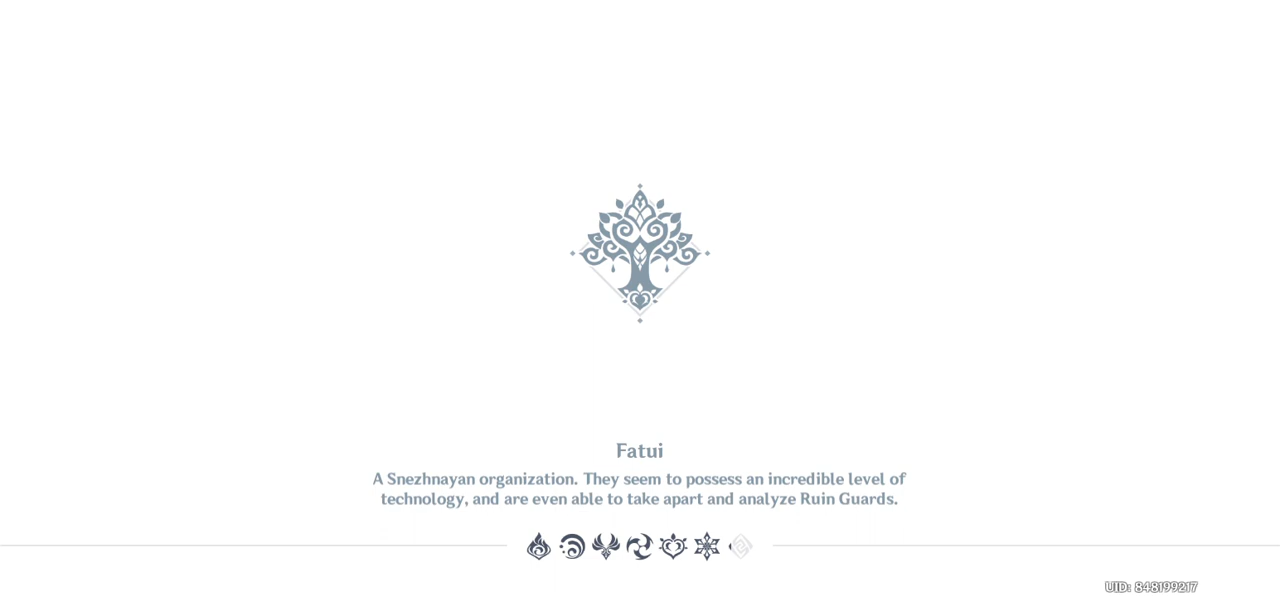 Fatui
A Snezhnayan organization. They seem to possess an incredible level of
technology, and are even able to take apart and analyze Ruin Guards.
UID: 848199217